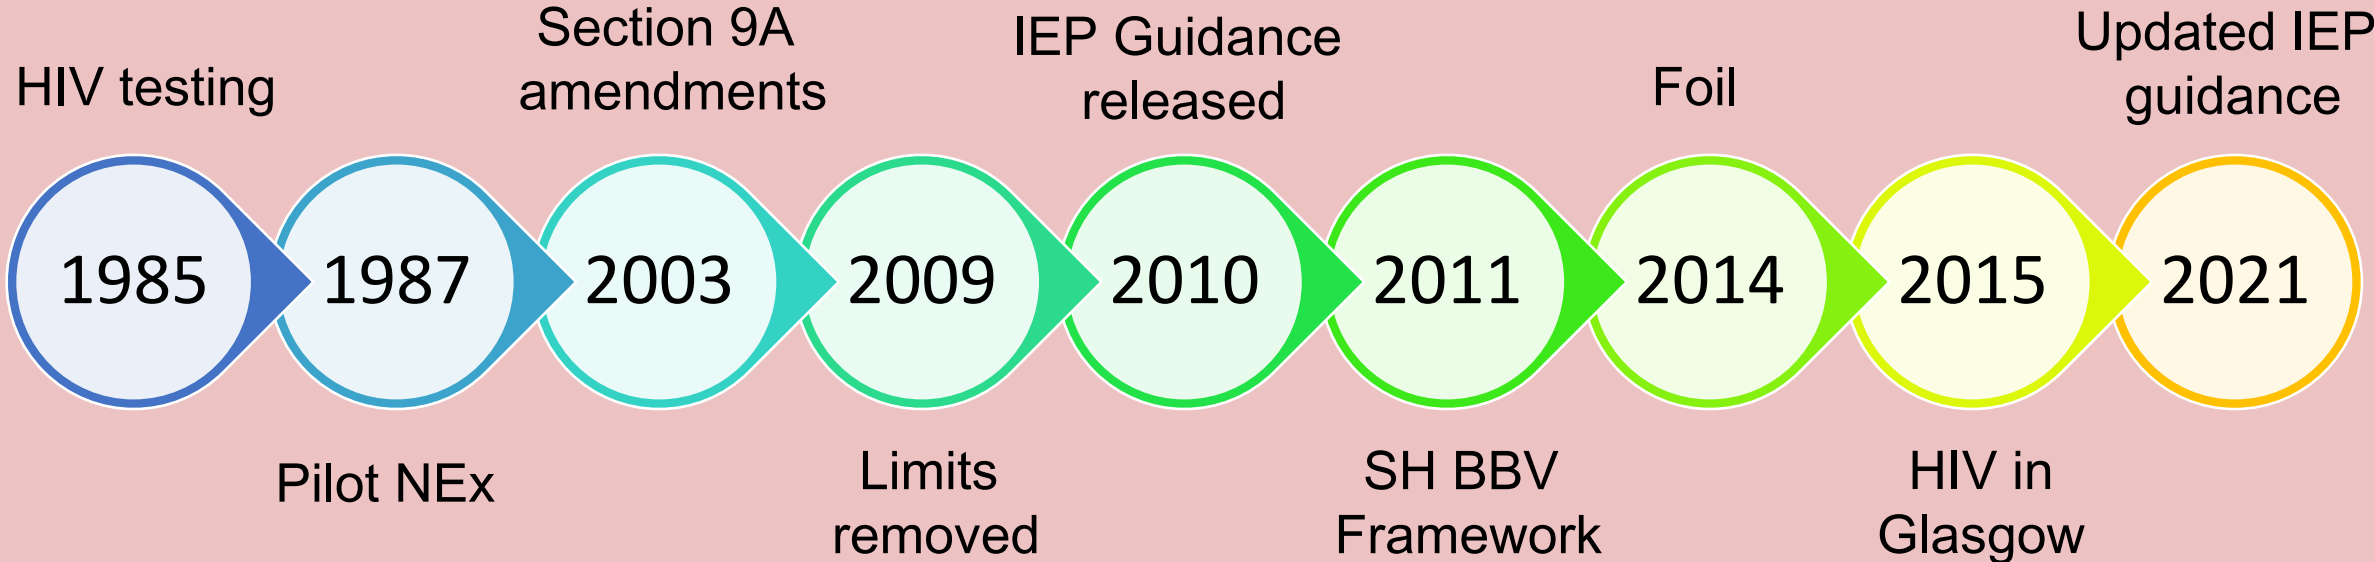 HIV testing
Section 9A
amendments
IEP Guidance
released
Foil
Updated IEP
guidance
1985
1987
2003
2009
2010
2011
2014
2015
2021
Pilot NEx
Limits
removed
SH BBV
Framework
HIV in
Glasgow